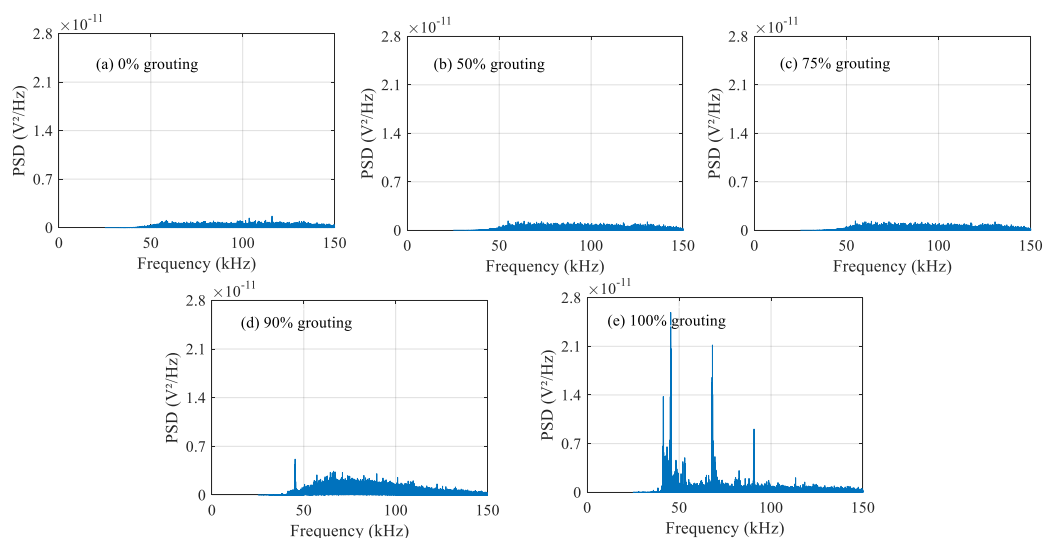 ×10⁻¹¹
2.8
(a) 0% grouting
2.1
1.4
0.7
0
0 50 100 150
PSD (V²/Hz)
Frequency (kHz)
×10⁻¹¹
2.8
(b) 50% grouting
2.1
1.4
0.7
0
0 50 100 150
PSD (V²/Hz)
Frequency (kHz)
×10⁻¹¹
2.8
(c) 75% grouting
2.1
1.4
0.7
0
0 50 100 150
PSD (V²/Hz)
Frequency (kHz)
×10⁻¹¹
2.8
(d) 90% grouting
2.1
1.4
0.7
0
0 50 100 150
PSD (V²/Hz)
Frequency (kHz)
×10⁻¹¹
2.8
(e) 100% grouting
2.1
1.4
0.7
0
0 50 100 150
PSD (V²/Hz)
Frequency (kHz)